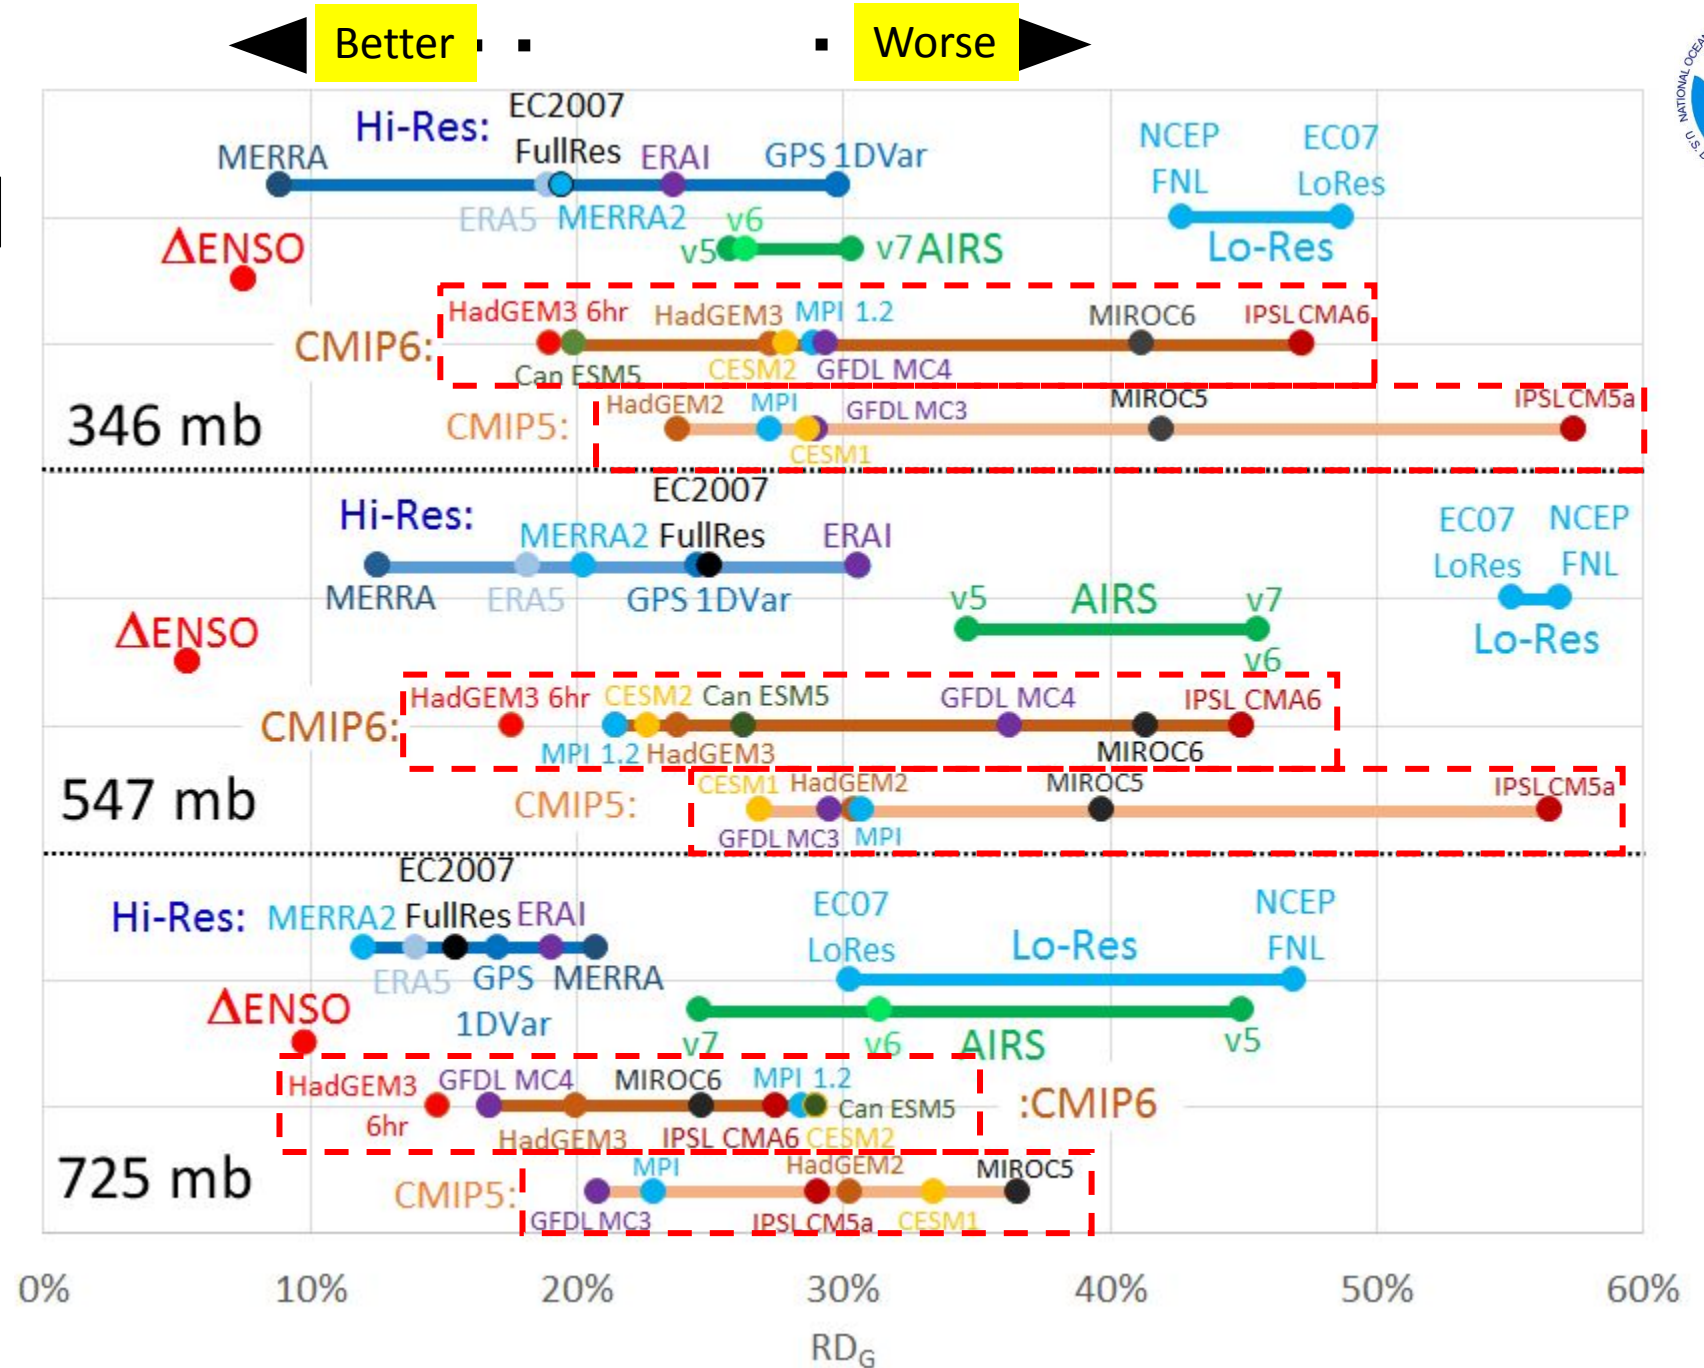 Better
Worse
NATIONAL OCEAN
U.S. D
Hi-Res:
EC2007
FullRes
MERRA
ERAI
GPS 1DVar
ERA5
MERRA2
NCEP
FNL
EC07
LoRes
Lo-Res
v6
v5
v7
AIRS
ΔENSO
CMIP6:
HadGEM3 6hr
HadGEM3
MPI 1.2
MIROC6
IPSL CMA6
Can ESM5
CESM2
GFDL MC4
346 mb
CMIP5:
HadGEM2
MPI
GFDL MC3
MIROC5
IPSL CM5a
CESM1
Hi-Res:
EC2007
MERRA2 FullRes
ERAI
MERRA
ERA5
GPS 1DVar
EC07
LoRes
NCEP
FNL
Lo-Res
v5
AIRS
v7
v6
ΔENSO
CMIP6:
HadGEM3 6hr
CESM2
Can ESM5
GFDL MC4
IPSL CMA6
MPI 1.2
HadGEM3
MIROC6
547 mb
CMIP5:
CESM1
HadGEM2
MIROC5
IPSL CM5a
GFDL MC3
MPI
Hi-Res:
EC2007
MERRA2 FullRes ERAI
ERA5
GPS
1DVar
MERRA
EC07
LoRes
Lo-Res
NCEP
FNL
ΔENSO
v7
v6
AIRS
v5
HadGEM3
6hr
GFDL MC4
MIROC6
MPI 1.2
Can ESM5
:CMIP6
HadGEM3
IPSL CMA6
CESM2
725 mb
CMIP5:
MPI
HadGEM2
MIROC5
GFDL MC3
IPSL CM5a
CESM1
0% 10% 20% 30% 40% 50% 60%
RD_G